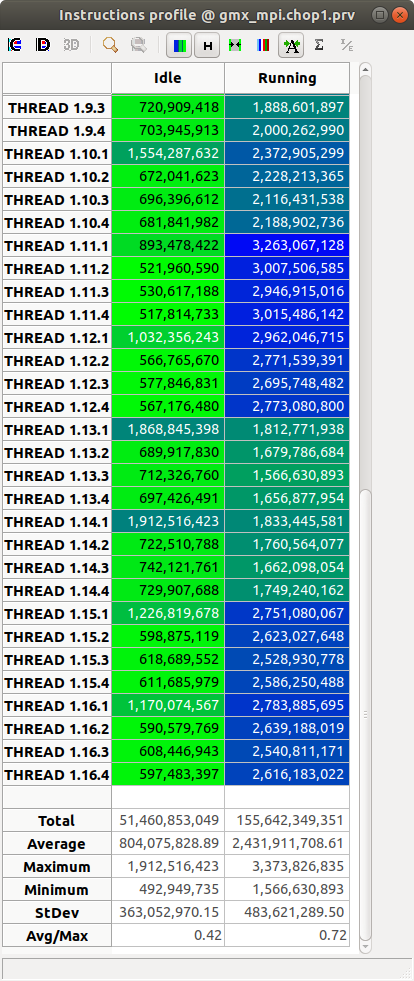 Instructions profile @ gmx_mpi.chop1.prv
3D H Σ I/E
Idle Running
THREAD 1.9.3 720,909,418 1,888,601,897
THREAD 1.9.4 703,945,913 2,000,262,990
THREAD 1.10.1 1,554,287,632 2,372,905,299
THREAD 1.10.2 672,041,623 2,228,213,365
THREAD 1.10.3 696,396,612 2,116,431,538
THREAD 1.10.4 681,841,982 2,188,902,736
THREAD 1.11.1 893,478,422 3,263,067,128
THREAD 1.11.2 521,960,590 3,007,506,585
THREAD 1.11.3 530,617,188 2,946,915,016
THREAD 1.11.4 517,814,733 3,015,486,142
THREAD 1.12.1 1,032,356,243 2,962,046,715
THREAD 1.12.2 566,765,670 2,771,539,391
THREAD 1.12.3 577,846,831 2,695,748,482
THREAD 1.12.4 567,176,480 2,773,080,800
THREAD 1.13.1 1,868,845,398 1,812,771,938
THREAD 1.13.2 689,917,830 1,679,786,684
THREAD 1.13.3 712,326,760 1,566,630,893
THREAD 1.13.4 697,426,491 1,656,877,954
THREAD 1.14.1 1,912,516,423 1,833,445,581
THREAD 1.14.2 722,510,788 1,760,564,077
THREAD 1.14.3 742,121,761 1,662,098,054
THREAD 1.14.4 729,907,688 1,749,240,162
THREAD 1.15.1 1,226,819,678 2,751,080,067
THREAD 1.15.2 598,875,119 2,623,027,648
THREAD 1.15.3 618,689,552 2,528,930,778
THREAD 1.15.4 611,685,979 2,586,250,488
THREAD 1.16.1 1,170,074,567 2,783,885,695
THREAD 1.16.2 590,579,769 2,639,188,019
THREAD 1.16.3 608,446,943 2,540,811,171
THREAD 1.16.4 597,483,397 2,616,183,022
Total 51,460,853,049 155,642,349,351
Average 804,075,828.89 2,431,911,708.61
Maximum 1,912,516,423 3,373,826,835
Minimum 492,949,735 1,566,630,893
StDev 363,052,970.15 483,621,289.50
Avg/Max 0.42 0.72